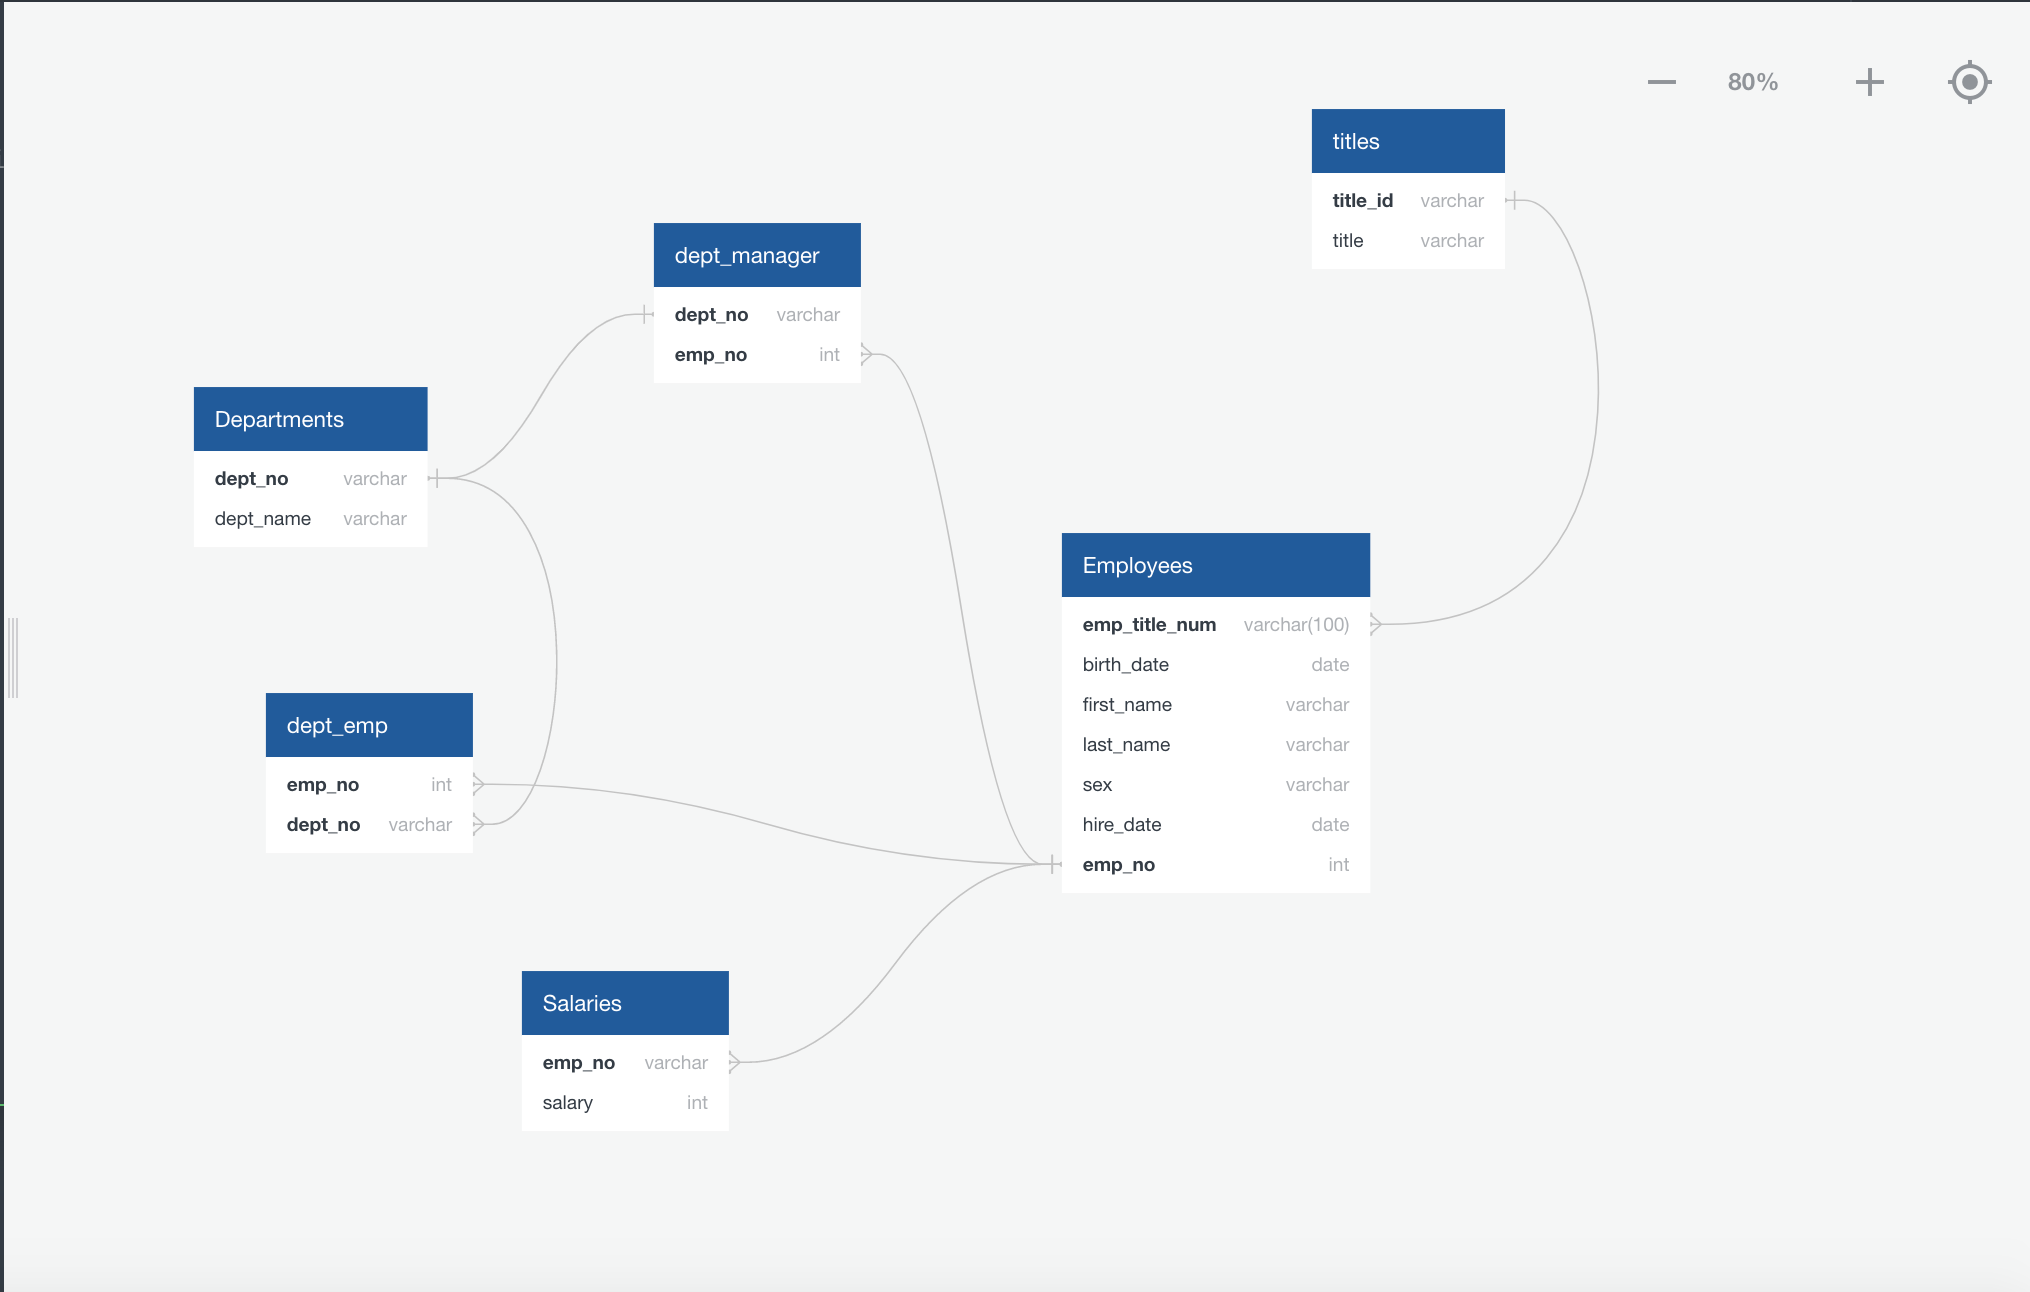 80%
titles
title_id varchar
title varchar
dept_manager
dept_no varchar
emp_no int
Departments
dept_no varchar
dept_name varchar
Employees
emp_title_num varchar(100)
birth_date date
first_name varchar
last_name varchar
sex varchar
hire_date date
emp_no int
dept_emp
emp_no int
dept_no varchar
Salaries
emp_no varchar
salary int